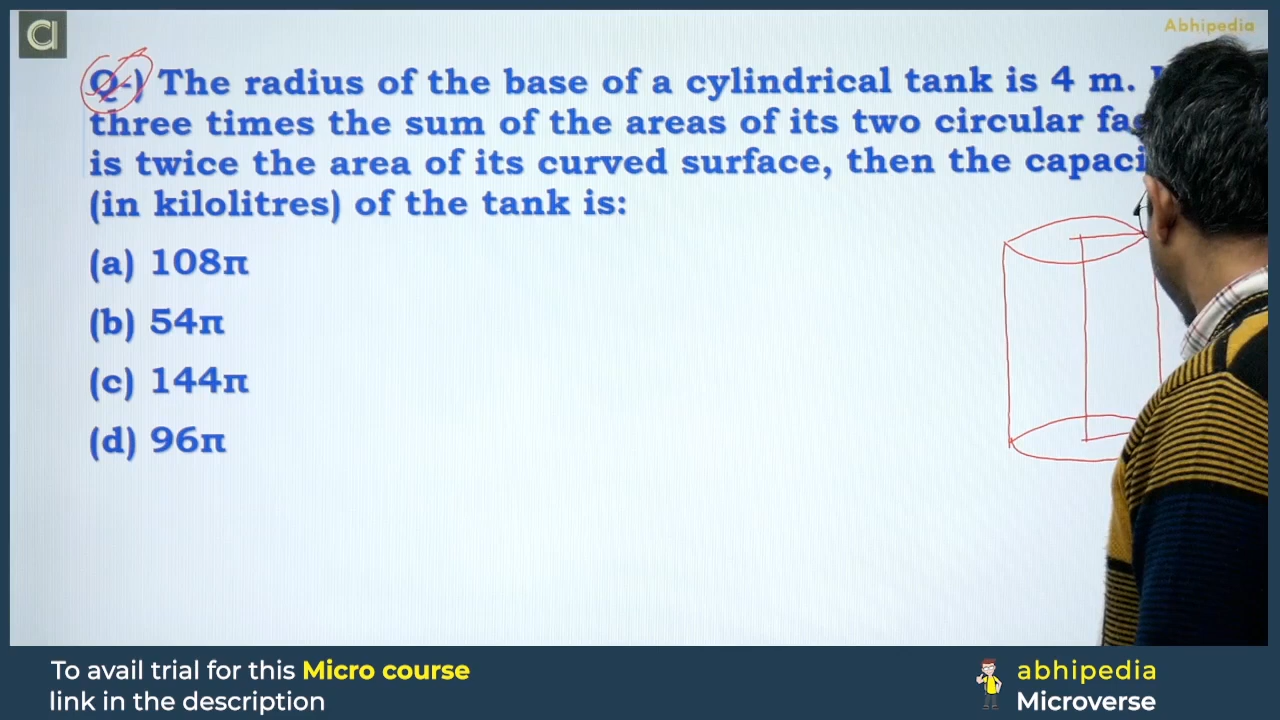 Abhipedia
Q-) The radius of the base of a cylindrical tank is 4 m.
three times the sum of the areas of its two circular
is twice the area of its curved surface, then the
(in kilolitres) of the tank is:
(a) 108π
(b) 54π
(c) 144π
(d) 96π
To avail trial for this Micro course
link in the description
abhipedia
Microverse